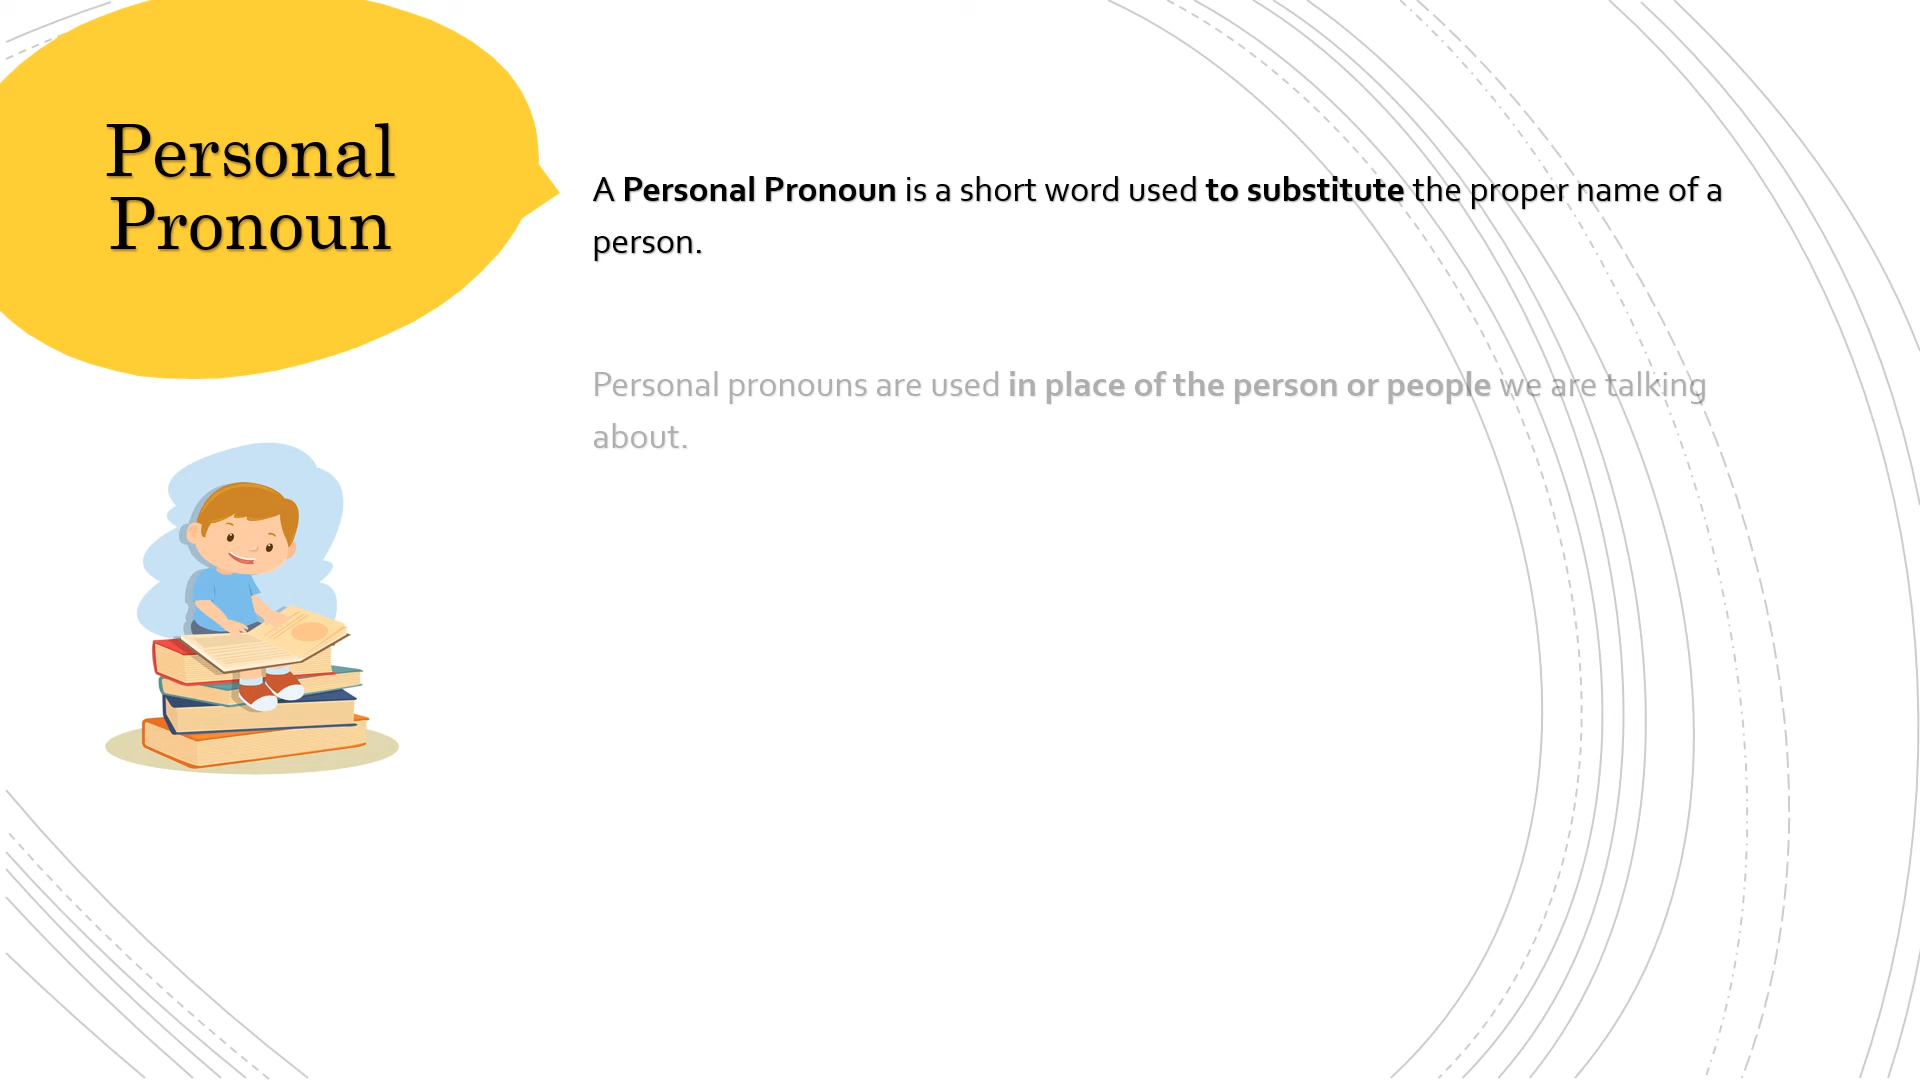 Personal
Pronoun
A Personal Pronoun is a short word used to substitute the proper name of a
person.
Personal pronouns are used in place of the person or people we are talking
about.